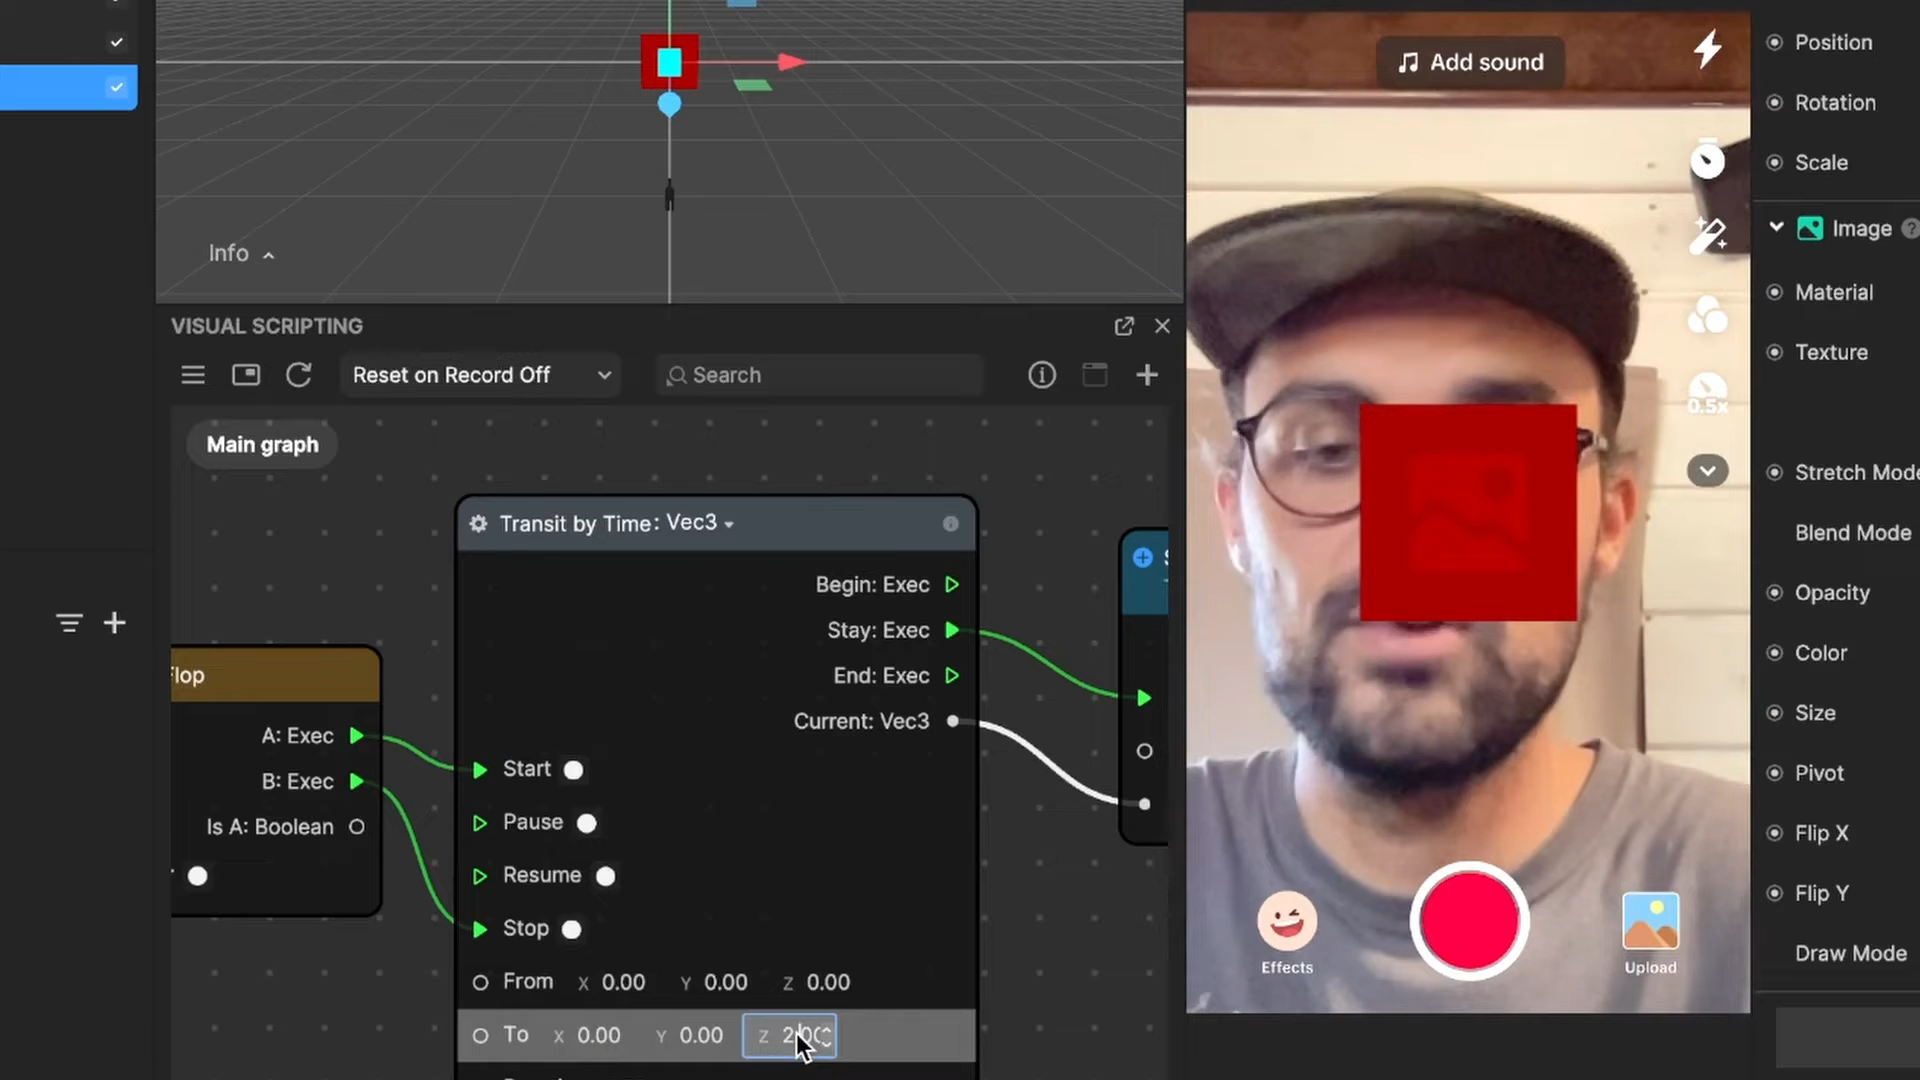 Add sound
0.5x
Effects
Upload
Info
VISUAL SCRIPTING
Reset on Record Off
Search
Main graph
Flop
A: Exec
B: Exec
Is A: Boolean
Transit by Time: Vec3
Begin: Exec
Stay: Exec
End: Exec
Current: Vec3
Start
Pause
Resume
Stop
From X 0.00 Y 0.00 Z 0.00
To X 0.00 Y 0.00 Z
Position
Rotation
Scale
Image
Material
Texture
Stretch Mode
Blend Mode
Opacity
Color
Size
Pivot
Flip X
Flip Y
Draw Mode